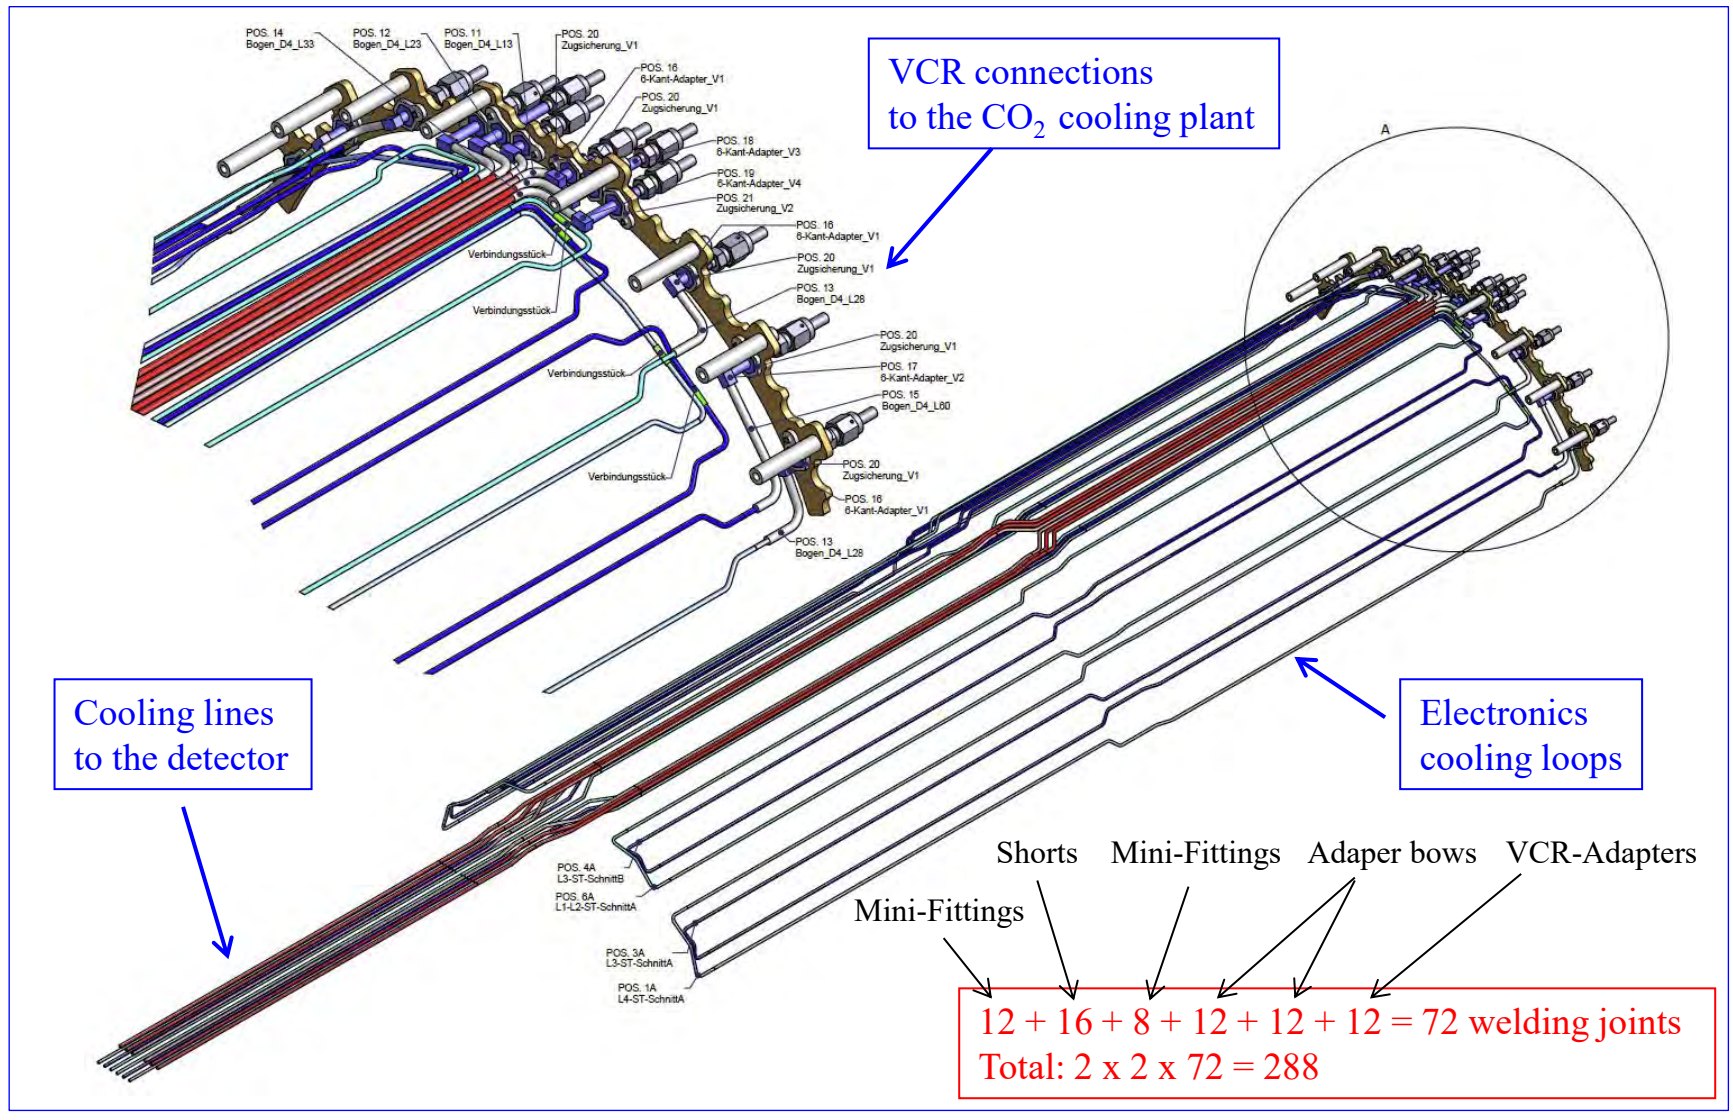 POS. 14
Bogen_D4_L33
POS. 12
Bogen_D4_L23
POS. 11
Bogen_D4_L13
POS. 20
Zugsicherung_V1
POS. 16
6-Kant-Adapter_V1
POS. 20
Zugsicherung_V1
POS. 18
6-Kant-Adapter_V3
POS. 19
6-Kant-Adapter_V4
POS. 21
Zugsicherung_V2
POS. 16
6-Kant-Adapter_V1
POS. 20
Zugsicherung_V1
POS. 13
Bogen_D4_L28
POS. 20
Zugsicherung_V1
POS. 17
6-Kant-Adapter_V2
POS. 15
Bogen_D4_L60
POS. 20
Zugsicherung_V1
POS. 16
6-Kant-Adapter_V1
POS. 13
Bogen_D4_L28
Verbindungsstück
Verbindungsstück
Verbindungsstück
Verbindungsstück
VCR connections
to the CO₂ cooling plant
A
Cooling lines
to the detector
Electronics
cooling loops
POS. 4A
L3-ST-SchnittB
POS. 6A
L1-L2-ST-SchnittA
POS. 3A
L3-ST-SchnittA
POS. 1A
L4-ST-SchnittA
Shorts Mini-Fittings Adaper bows VCR-Adapters
Mini-Fittings
12 + 16 + 8 + 12 + 12 + 12 = 72 welding joints
Total: 2 x 2 x 72 = 288